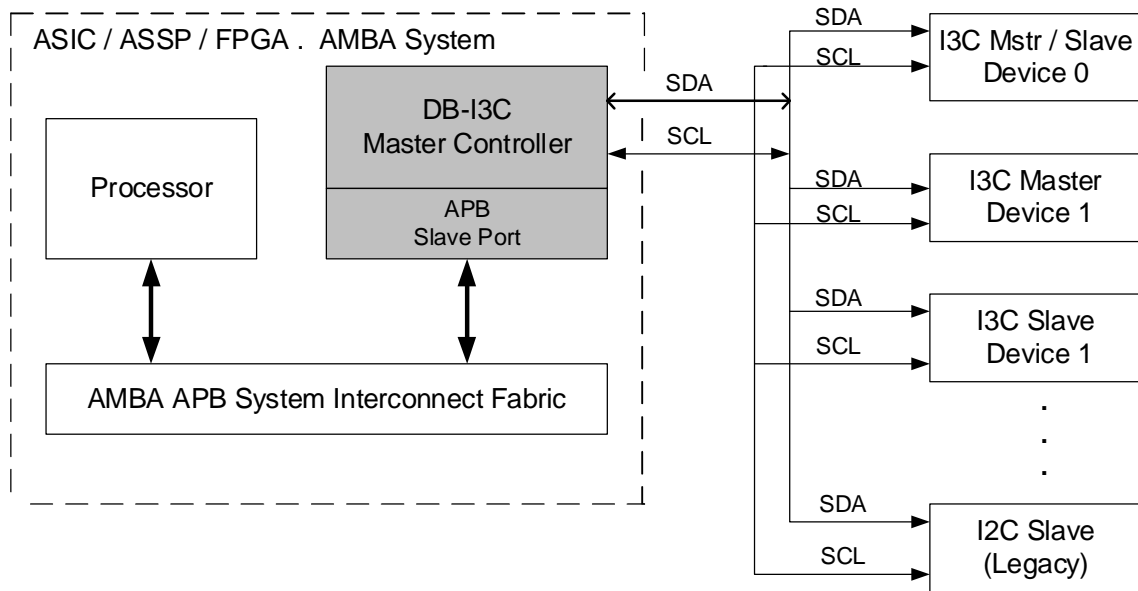 ASIC / ASSP / FPGA . AMBA System
DB-I3C
Master Controller
APB
Slave Port
Processor
AMBA APB System Interconnect Fabric
SDA
SCL
SDA
SCL
I3C Mstr / Slave
Device 0
SDA
SCL
I3C Master
Device 1
SDA
SCL
I3C Slave
Device 1
.
.
.
SDA
SCL
I2C Slave
(Legacy)